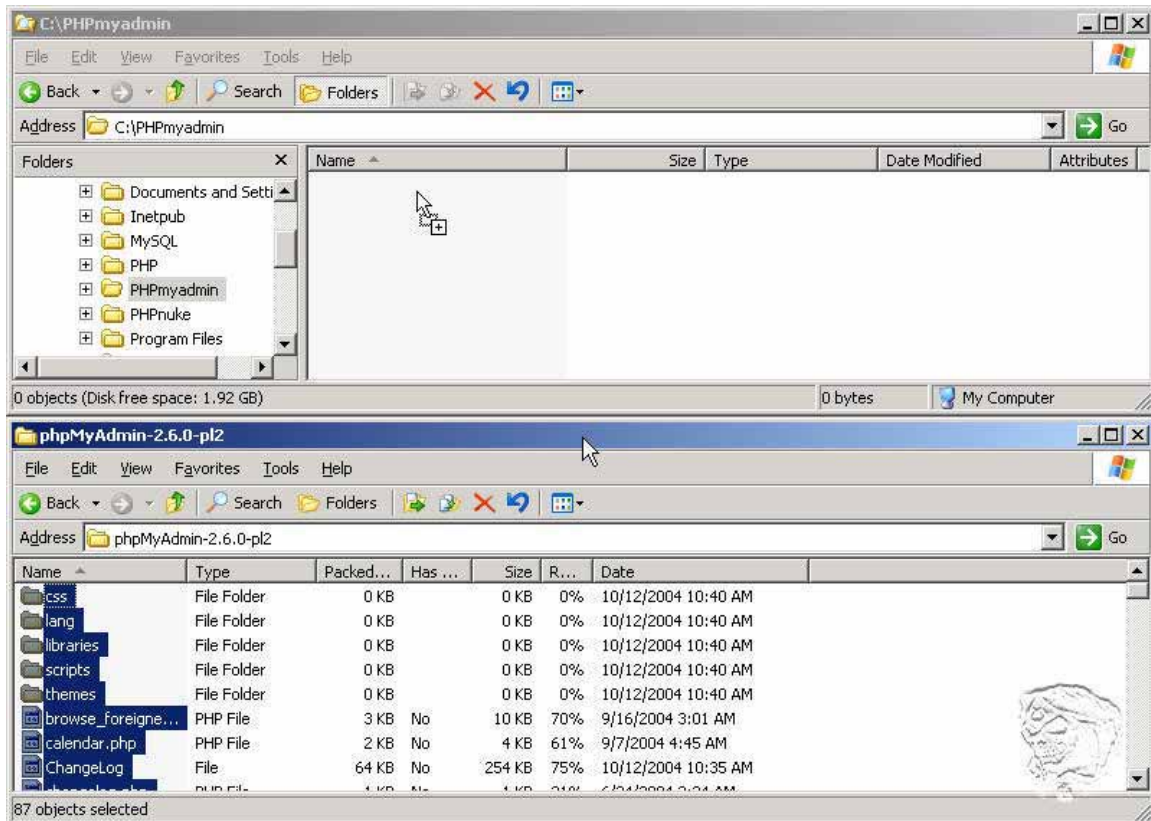 C:\PHPmyadmin
File Edit View Favorites Tools Help
Back Search Folders
Address C:\PHPmyadmin Go
Folders x Name Size Type Date Modified Attributes
Documents and Setti
Inetpub
MySQL
PHP
PHPmyadmin
PHPnuke
Program Files
0 objects (Disk free space: 1.92 GB) 0 bytes My Computer
phpMyAdmin-2.6.0-pl2
File Edit View Favorites Tools Help
Back Search Folders
Address phpMyAdmin-2.6.0-pl2 Go
Name Type Packed... Has ... Size R... Date
css File Folder 0 KB 0 KB 0% 10/12/2004 10:40 AM
lang File Folder 0 KB 0 KB 0% 10/12/2004 10:40 AM
libraries File Folder 0 KB 0 KB 0% 10/12/2004 10:40 AM
scripts File Folder 0 KB 0 KB 0% 10/12/2004 10:40 AM
themes File Folder 0 KB 0 KB 0% 10/12/2004 10:40 AM
browse_foreigne... PHP File 3 KB No 10 KB 70% 9/16/2004 3:01 AM
calendar.php PHP File 2 KB No 4 KB 61% 9/7/2004 4:45 AM
ChangeLog File 64 KB No 254 KB 75% 10/12/2004 10:35 AM
87 objects selected